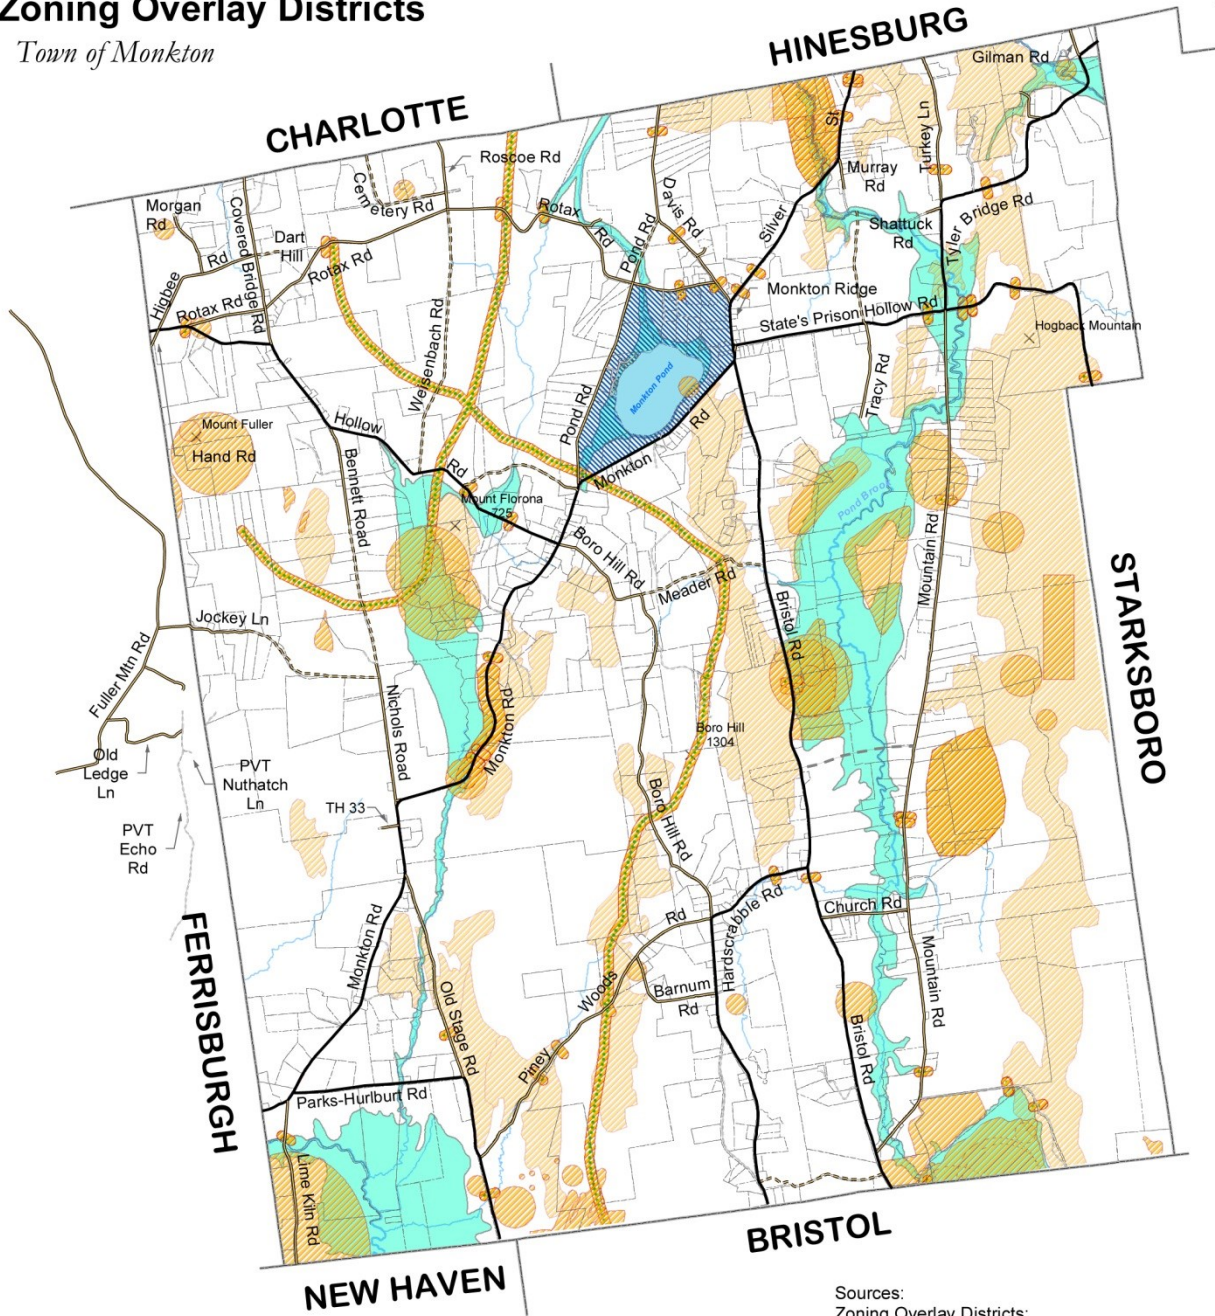 Zoning Overlay Districts
Town of Monkton
HINESBURG
Gilman Rd
CHARLOTTE
Roscoe Rd
St
Turkey Ln
Murray
Rd
Cemetery Rd
Morgan
Rd
Covered Bridge Rd
Davis Rd
Rotax
Rd
Silver
Shattuck
Rd
Tyler Bridge Rd
Dart
Hill
Rd
Rotax Rd
Pond Rd
Higbee
Rotax Rd
Monkton Ridge
State's Prison Hollow Rd
Hogback Mountain
Weisenbach Rd
Tracy Rd
Monkton Pond
Pond Rd
Rd
Mount Fuller
Hand Rd
Hollow
Rd
Monkton
Bennett Road
Mount Florona
725
Pond Brook
Boro Hill Rd
Meader Rd
Mountain Rd
STARKSBORO
Jockey Ln
Bristol Rd
Fuller Mtn Rd
Nichols Road
Monkton Rd
Boro Hill
1304
Old
Ledge
Ln
PVT
Nuthatch
Ln
TH 33
PVT
Echo
Rd
Boro Hill Rd
Hardscrabble Rd
Church Rd
FERRISBURGH
Monkton Rd
Rd
Woods
Barnum
Rd
Mountain Rd
Old Stage Rd
Bristol Rd
Piney
Parks-Hurlburt Rd
Lime Kiln Rd
BRISTOL
NEW HAVEN
Sources:
Zoning Overlay Districts: